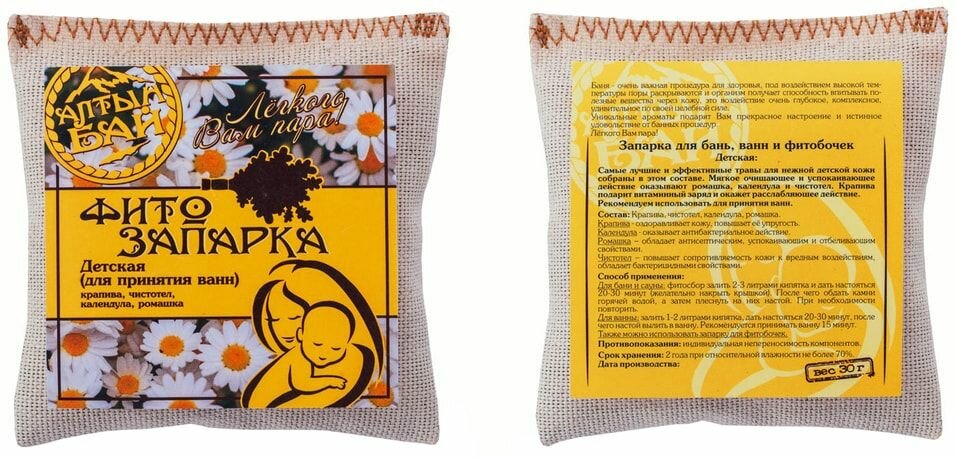 АЛТЫН
БАЙ
Лёгкого
Вам пара!
ФИТО
ЗАПАРКА
Детская
(для принятия ванн)
крапива, чистотел,
календула, ромашка
Баня - очень важная процедура для здоровья, под воздействием высокой тем-
пературы поры раскрываются и организм получает способность впитывать по-
лезные вещества через кожу, это воздействие очень глубокое, комплексное,
удивительное по своей целебной силе.
Уникальные ароматы подарят Вам прекрасное настроение и истинное
удовольствие от банных процедур
Лёгкого Вам пара!
Запарка для бань, ванн и фитобочек
Детская:
Самые лучшие и эффективные травы для нежной детской кожи
собраны в этом составе. Мягкое очищающее и успокаивающее
действие оказывают ромашка, календула и чистотел. Крапива
подарит витаминный заряд и окажет расслабляющее действие.
Рекомендуем использовать для принятия ванн.
Состав: Крапива, чистотел, календула, ромашка.
Крапива - оздоравливает кожу, повышает её упругость.
Календула - оказывает антибактериальное действие.
Ромашка – обладает антисептическим, успокаивающим и отбеливающим
свойствами.
Чистотел – повышает сопротивляемость кожи к вредным воздействиям,
обладает бактерицидными свойствами.
Способ применения:
Для бани и сауны: фитосбор залить 2-3 литрами кипятка и дать настояться
20-30 минут (желательно накрыть крышкой). После чего обдать камни
горячей водой, а затем плеснуть на них настой. При необходимости
повторить.
Для ванны: залить 1-2 литрами кипятка, дать настояться 20-30 минут, после
чего настой вылить в ванну. Рекомендуется принимать ванну 15 минут.
Также можно использовать запарку для фитобочек.
Противопоказания: индивидуальная непереносимость компонентов.
Срок хранения: 2 года при относительной влажности не более 70%.
Дата производства:
вес 30 г